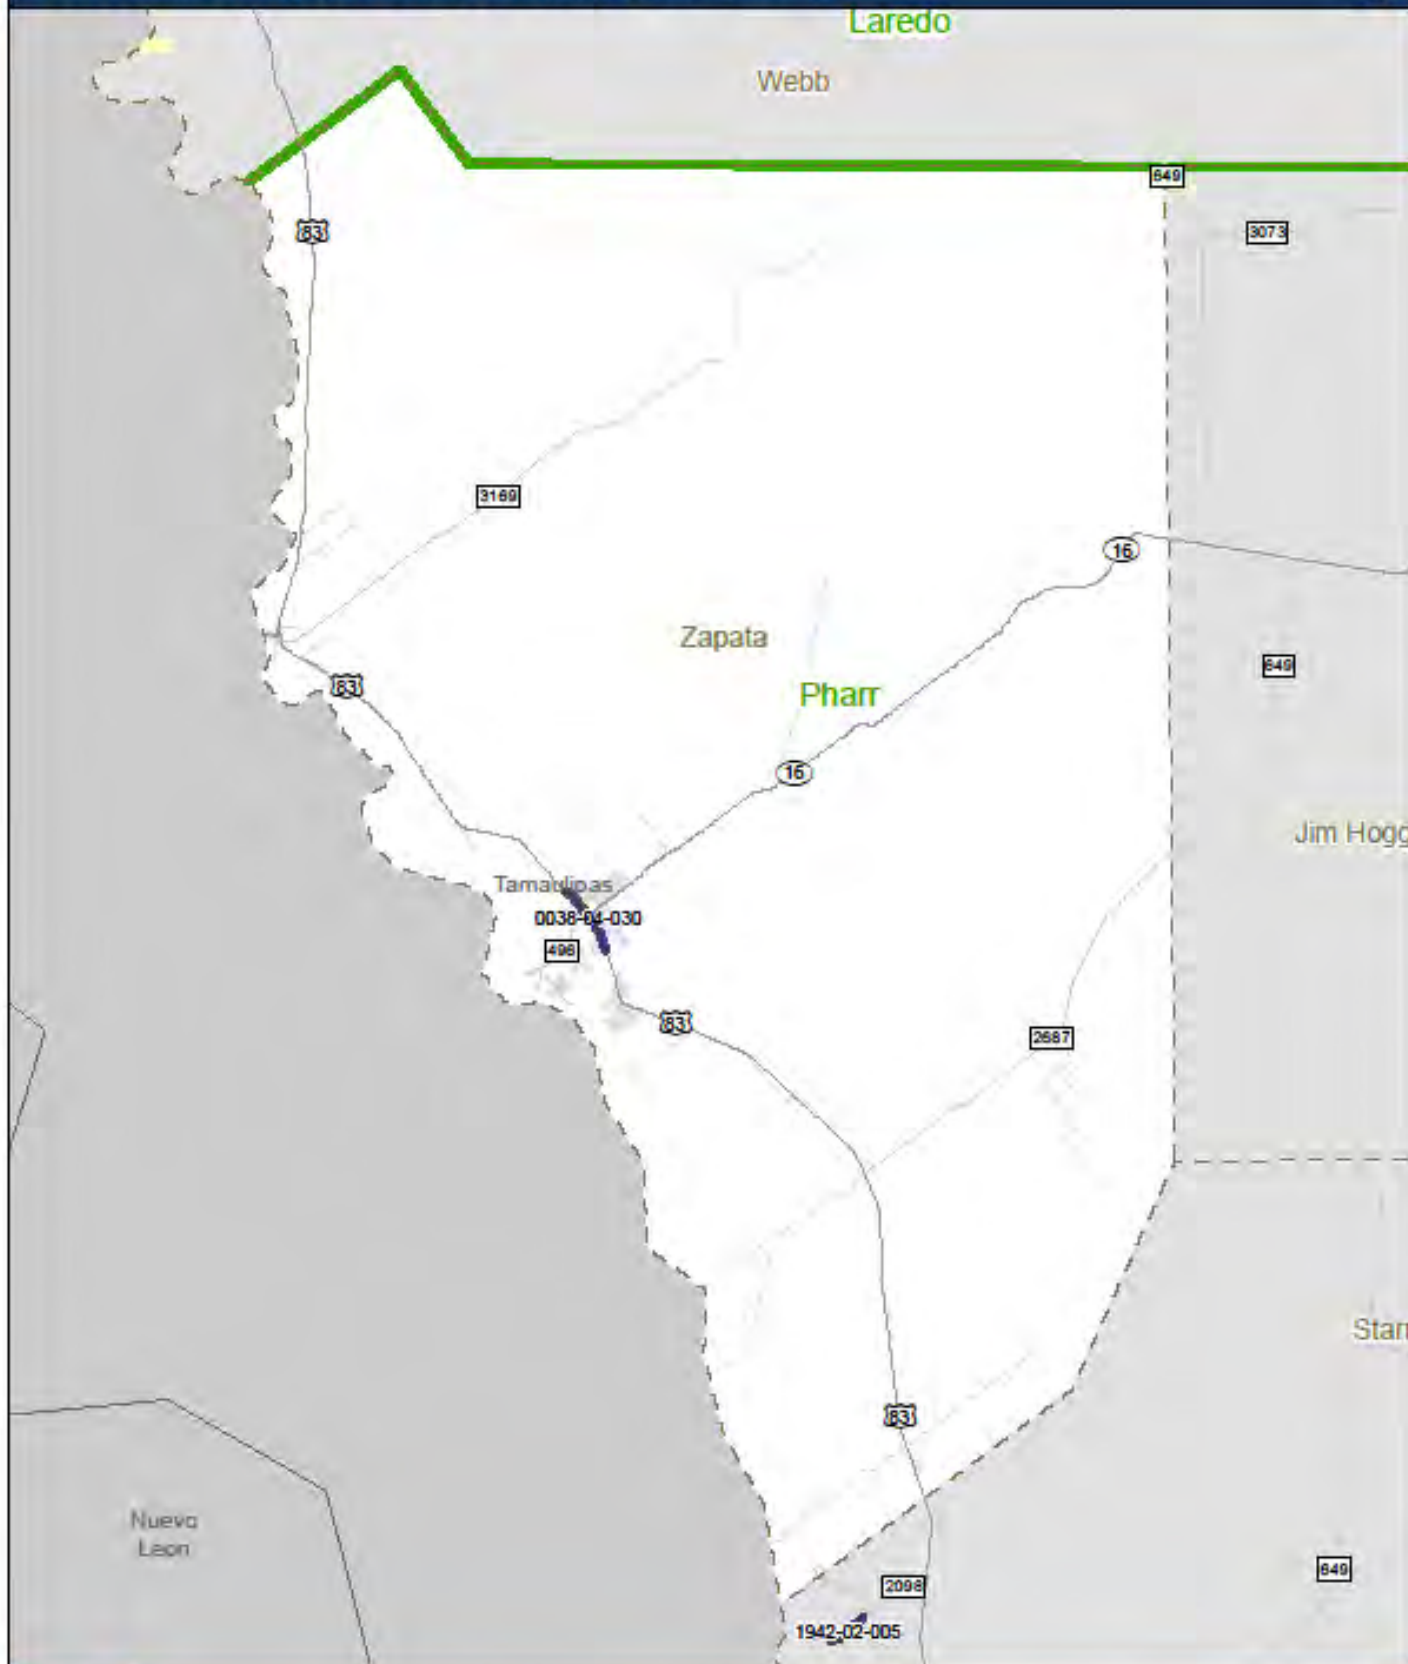 Laredo
Webb
649
3073
83
3169
16
Zapata
649
83
Pharr
16
Jim Hogg
Tamaulipas
0038-04-030
496
83
2687
Starr
83
Nuevo
Leon
649
2098
1942-02-005